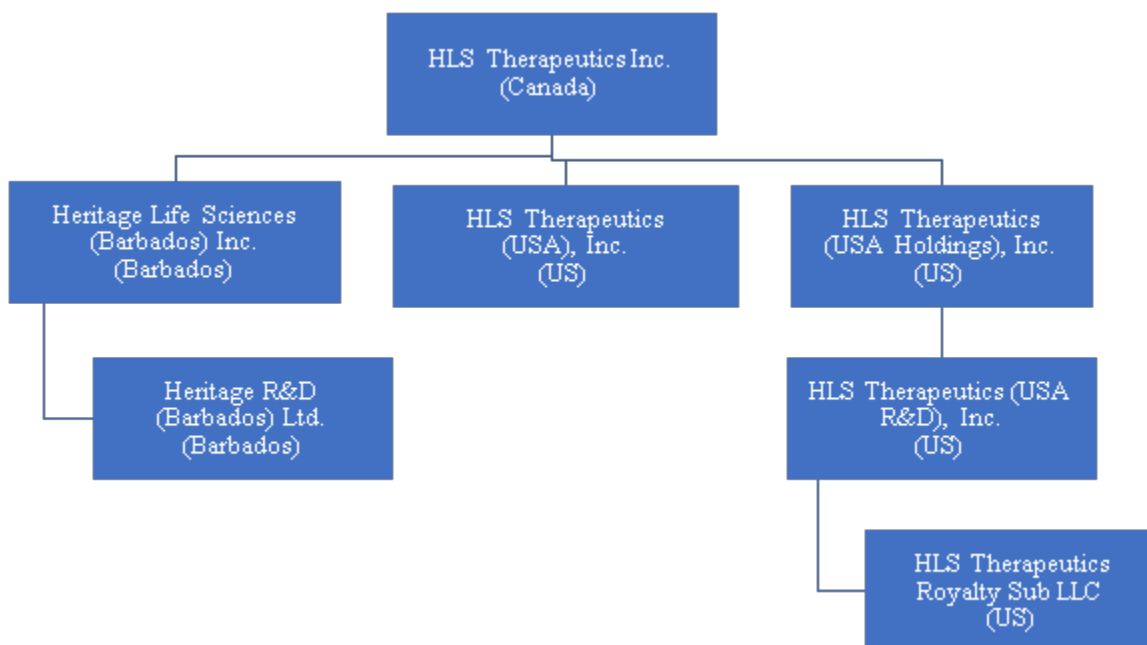 HLS Therapeutics Inc.
(Canada)
Heritage Life Sciences
(Barbados) Inc.
(Barbados)
HLS Therapeutics
(USA), Inc.
(US)
HLS Therapeutics
(USA Holdings), Inc.
(US)
Heritage R&D
(Barbados) Ltd.
(Barbados)
HLS Therapeutics (USA
R&D), Inc.
(US)
HLS Therapeutics
Royalty Sub LLC
(US)